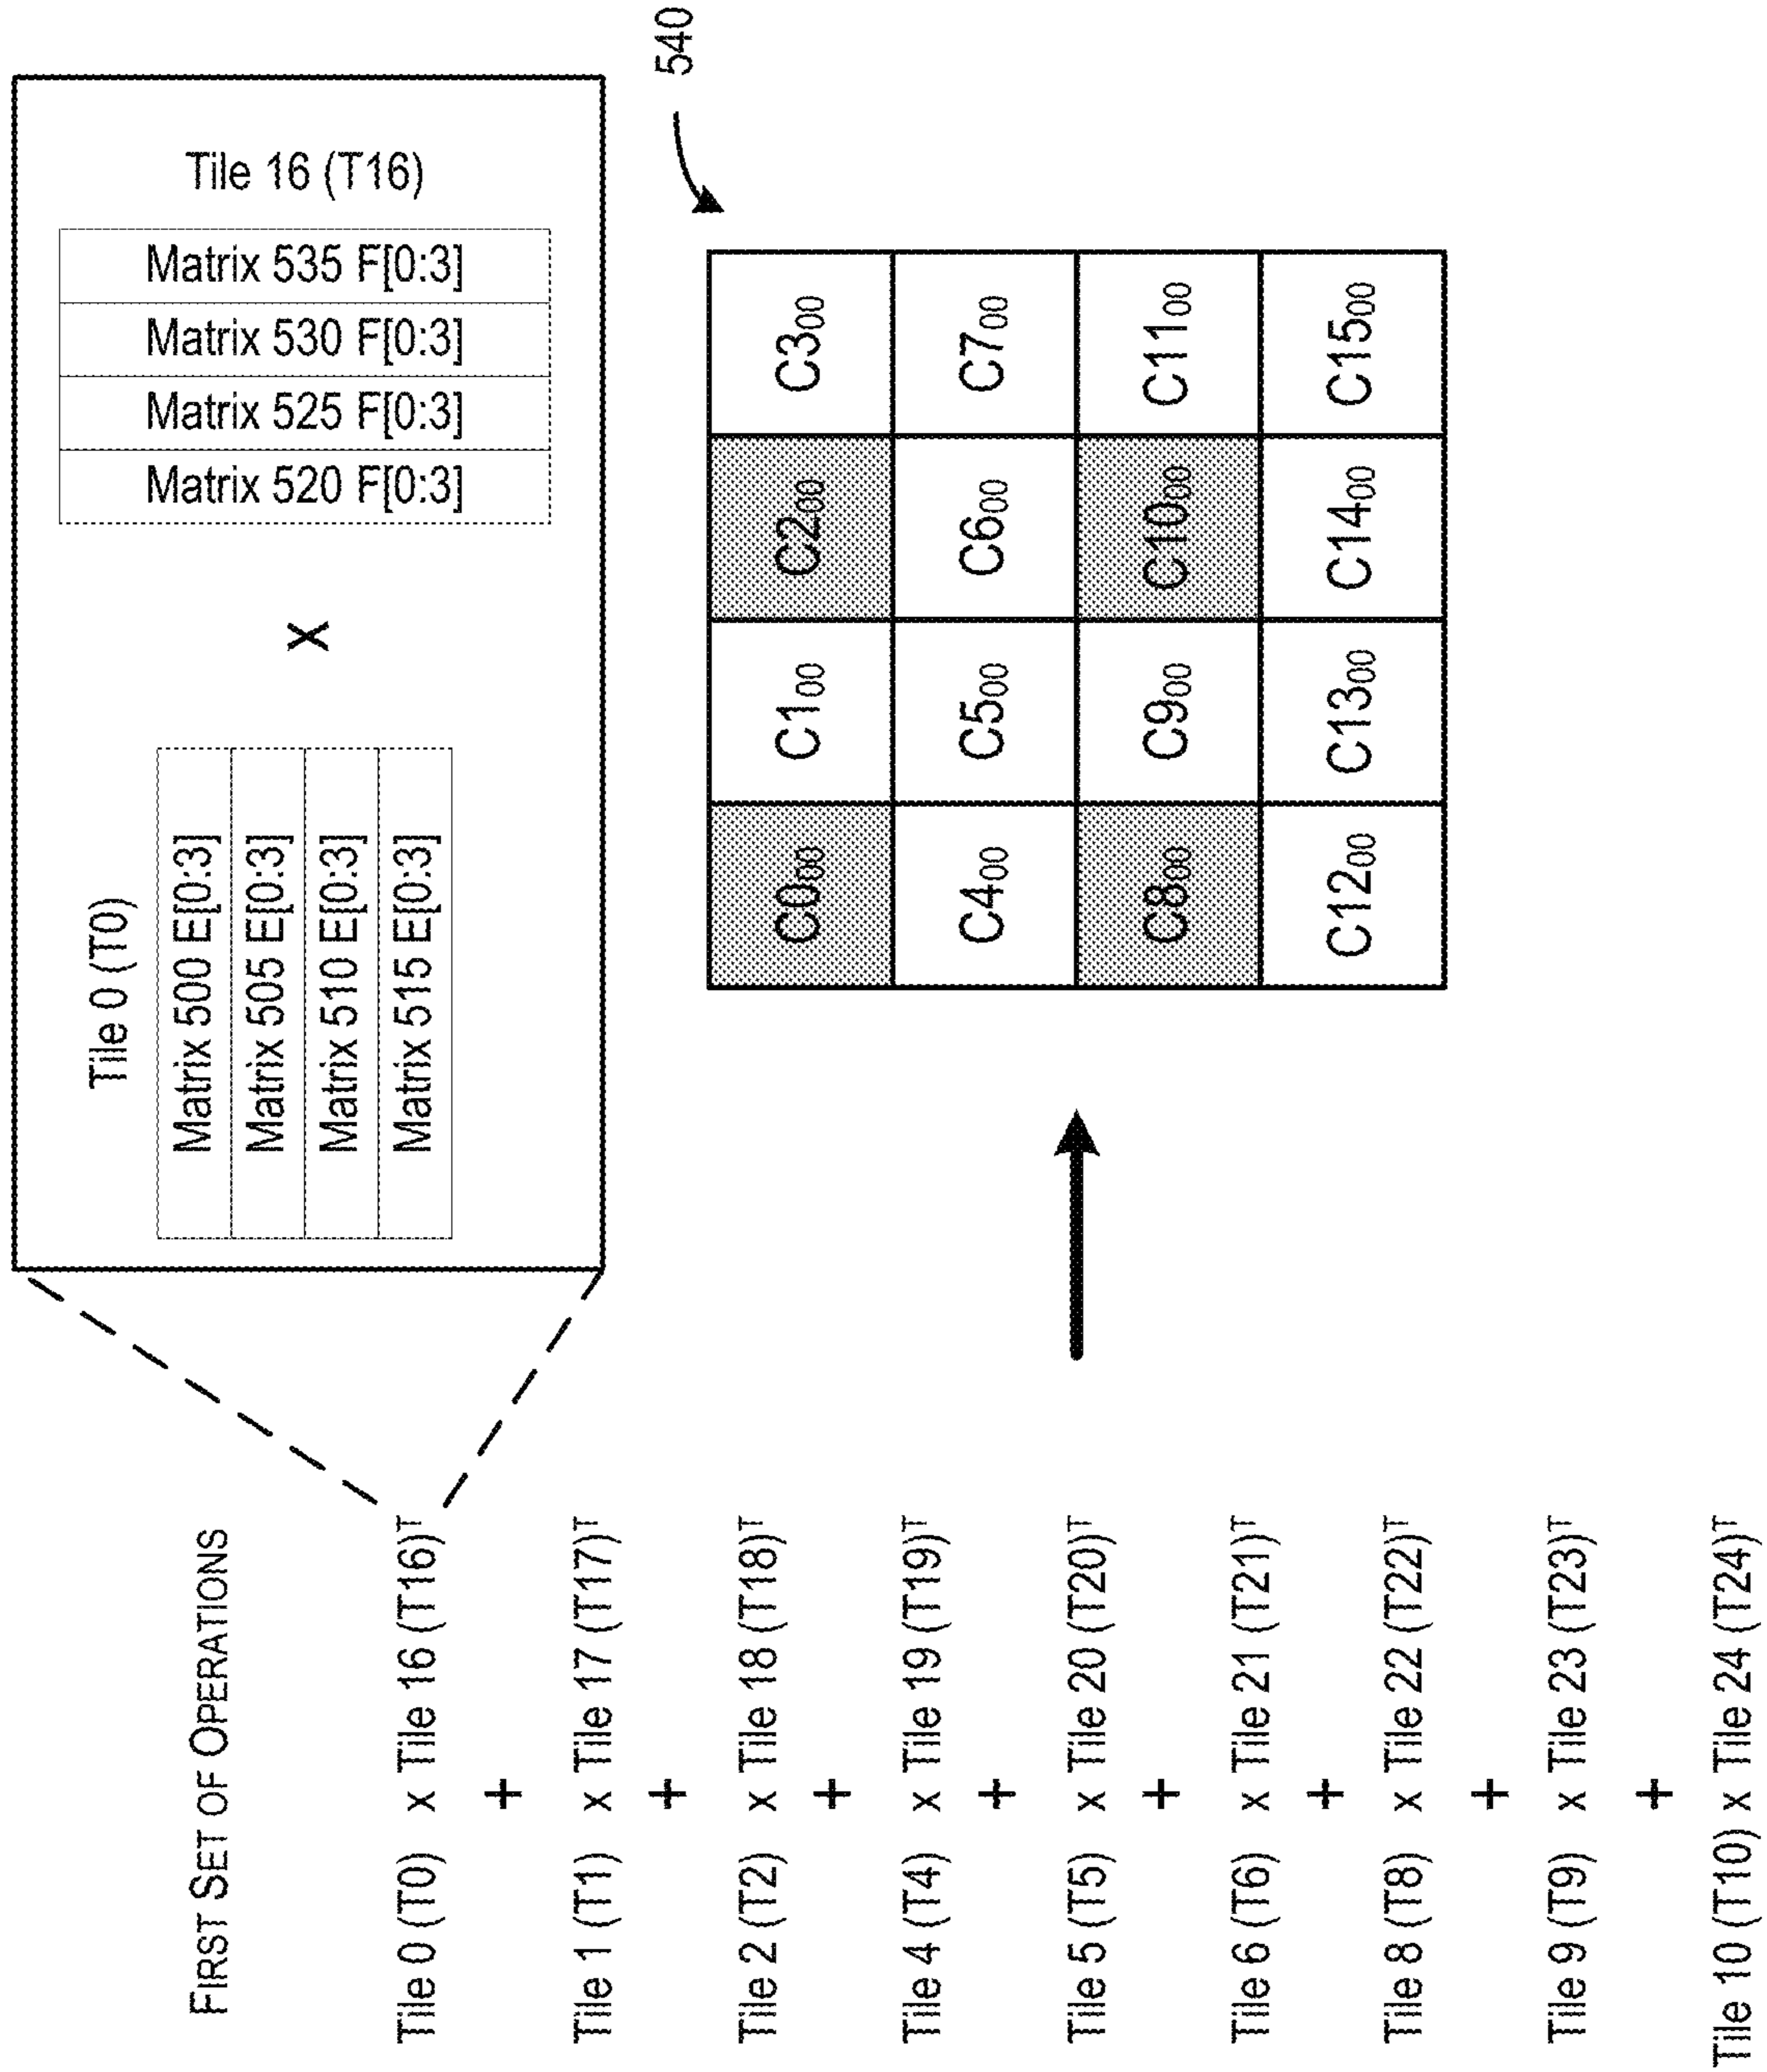 FIRST SET OF OPERATIONS
Tile 0 (T0) x Tile 16 (T16)ᵀ
+
Tile 1 (T1) x Tile 17 (T17)ᵀ
+
Tile 2 (T2) x Tile 18 (T18)ᵀ
+
Tile 4 (T4) x Tile 19 (T19)ᵀ
+
Tile 5 (T5) x Tile 20 (T20)ᵀ
+
Tile 6 (T6) x Tile 21 (T21)ᵀ
+
Tile 8 (T8) x Tile 22 (T22)ᵀ
+
Tile 9 (T9) x Tile 23 (T23)ᵀ
+
Tile 10 (T10) x Tile 24 (T24)ᵀ
Tile 0 (T0)
Matrix 500 E[0:3]
Matrix 505 E[0:3]
Matrix 510 E[0:3]
Matrix 515 E[0:3]
x
Matrix 520 F[0:3]
Matrix 525 F[0:3]
Matrix 530 F[0:3]
Matrix 535 F[0:3]
Tile 16 (T16)
540
C0₀₀ C1₀₀ C2₀₀ C3₀₀
C4₀₀ C5₀₀ C6₀₀ C7₀₀
C8₀₀ C9₀₀ C10₀₀ C11₀₀
C12₀₀ C13₀₀ C14₀₀ C15₀₀